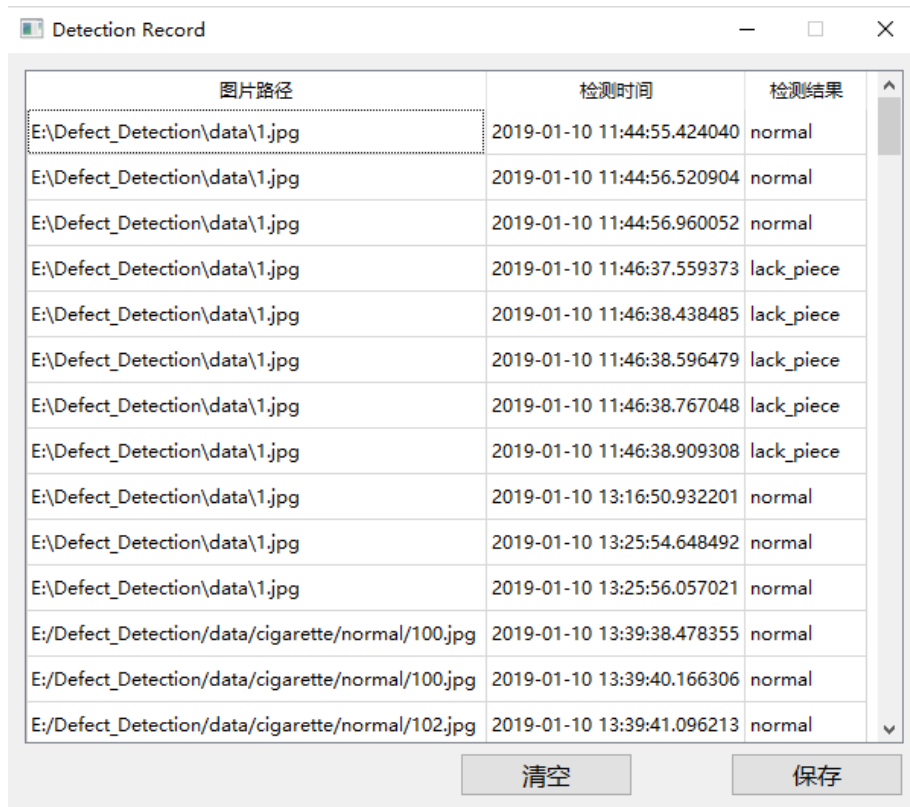 Detection Record
图片路径 检测时间 检测结果
E:\Defect_Detection\data\1.jpg 2019-01-10 11:44:55.424040 normal
E:\Defect_Detection\data\1.jpg 2019-01-10 11:44:56.520904 normal
E:\Defect_Detection\data\1.jpg 2019-01-10 11:44:56.960052 normal
E:\Defect_Detection\data\1.jpg 2019-01-10 11:46:37.559373 lack_piece
E:\Defect_Detection\data\1.jpg 2019-01-10 11:46:38.438485 lack_piece
E:\Defect_Detection\data\1.jpg 2019-01-10 11:46:38.596479 lack_piece
E:\Defect_Detection\data\1.jpg 2019-01-10 11:46:38.767048 lack_piece
E:\Defect_Detection\data\1.jpg 2019-01-10 11:46:38.909308 lack_piece
E:\Defect_Detection\data\1.jpg 2019-01-10 13:16:50.932201 normal
E:\Defect_Detection\data\1.jpg 2019-01-10 13:25:54.648492 normal
E:\Defect_Detection\data\1.jpg 2019-01-10 13:25:56.057021 normal
E:/Defect_Detection/data/cigarette/normal/100.jpg 2019-01-10 13:39:38.478355 normal
E:/Defect_Detection/data/cigarette/normal/100.jpg 2019-01-10 13:39:40.166306 normal
E:/Defect_Detection/data/cigarette/normal/102.jpg 2019-01-10 13:39:41.096213 normal
清空 保存